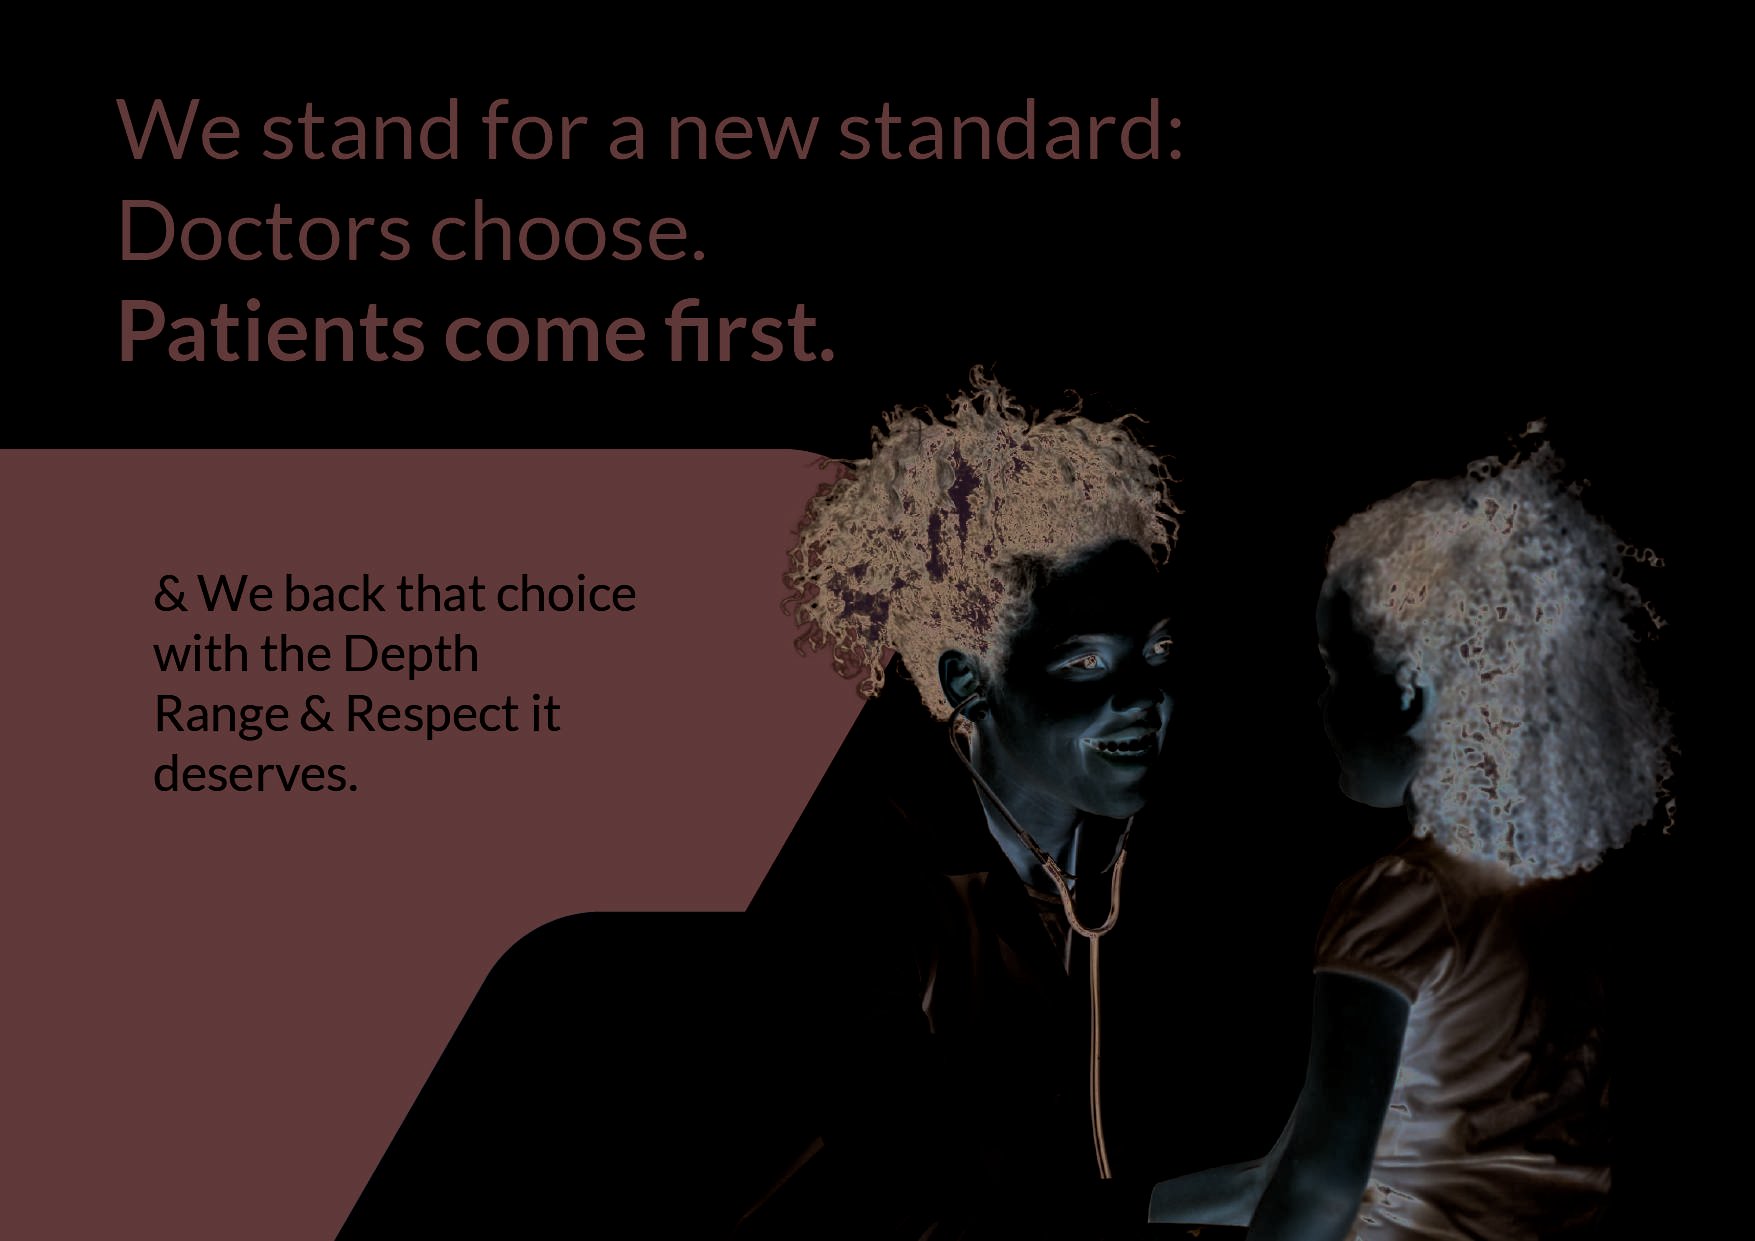 We stand for a new standard:
Doctors choose.
Patients come first.
& We back that choice
with the Depth
Range & Respect it
deserves.